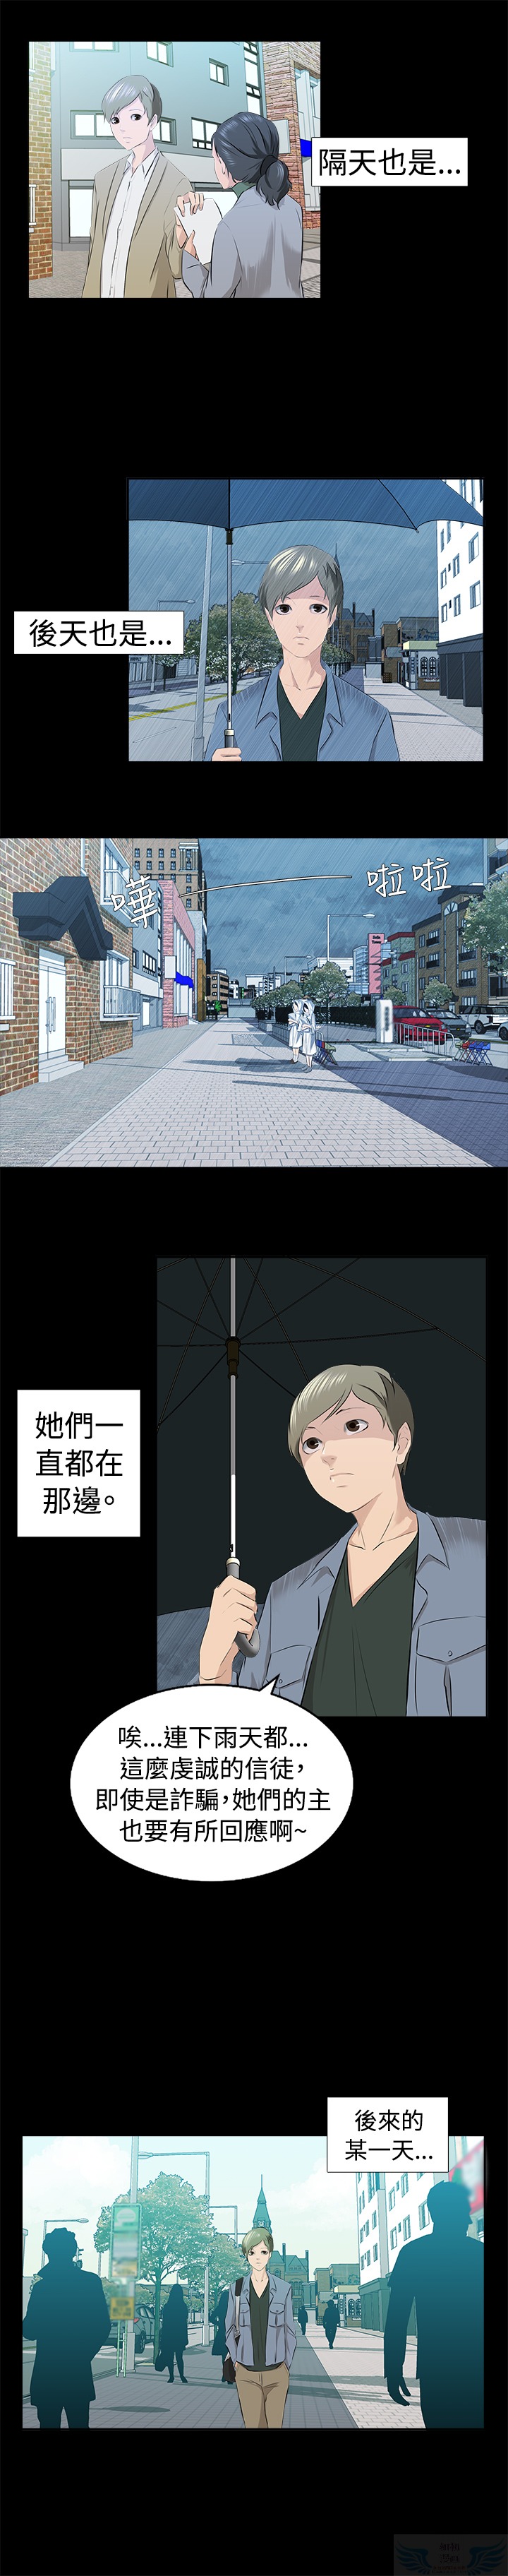 隔天也是...
後天也是...
嘩
啦啦
她們一
直都在
那邊。
唉...連下雨天都...
這麼虔誠的信徒,
即使是詐騙,她們的主
也要有所回應啊~
後來的
某一天...